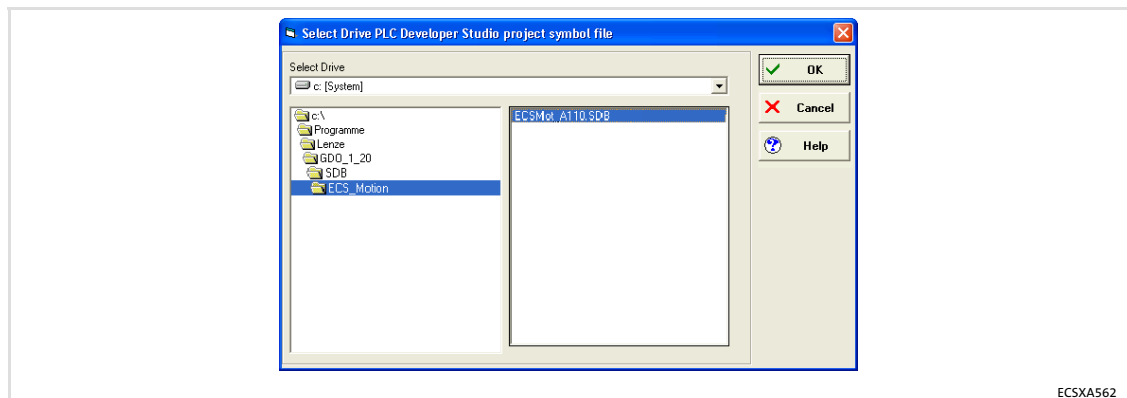 Select Drive PLC Developer Studio project symbol file
Select Drive
c: [System]
OK
c:\
Programme
Lenze
GDO_1_20
SDB
ECS_Motion
ECSMot_A110.SDB
Cancel
Help
ECSXA562